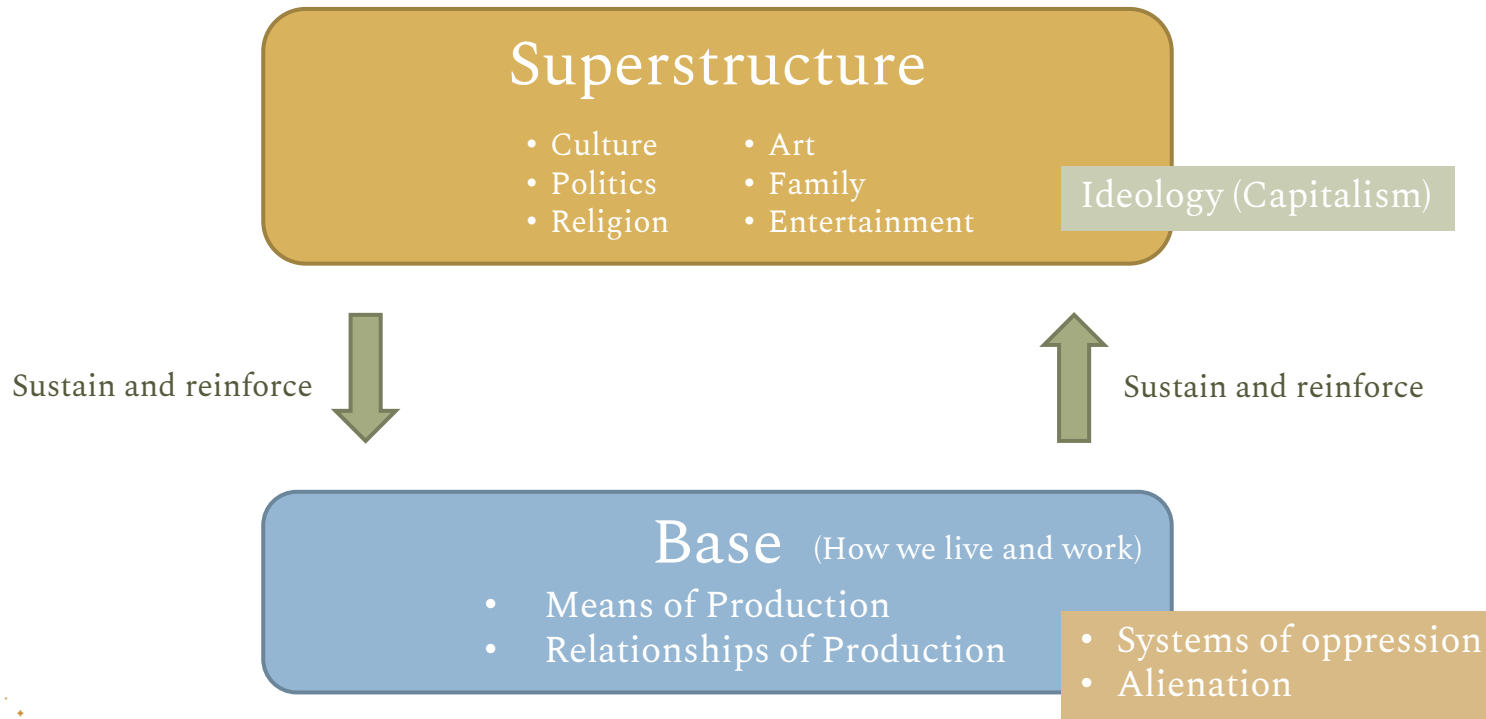 Superstructure
• Culture
• Politics
• Religion
• Art
• Family
• Entertainment
Ideology (Capitalism)
Sustain and reinforce
Sustain and reinforce
Base (How we live and work)
• Means of Production
• Relationships of Production
• Systems of oppression
• Alienation